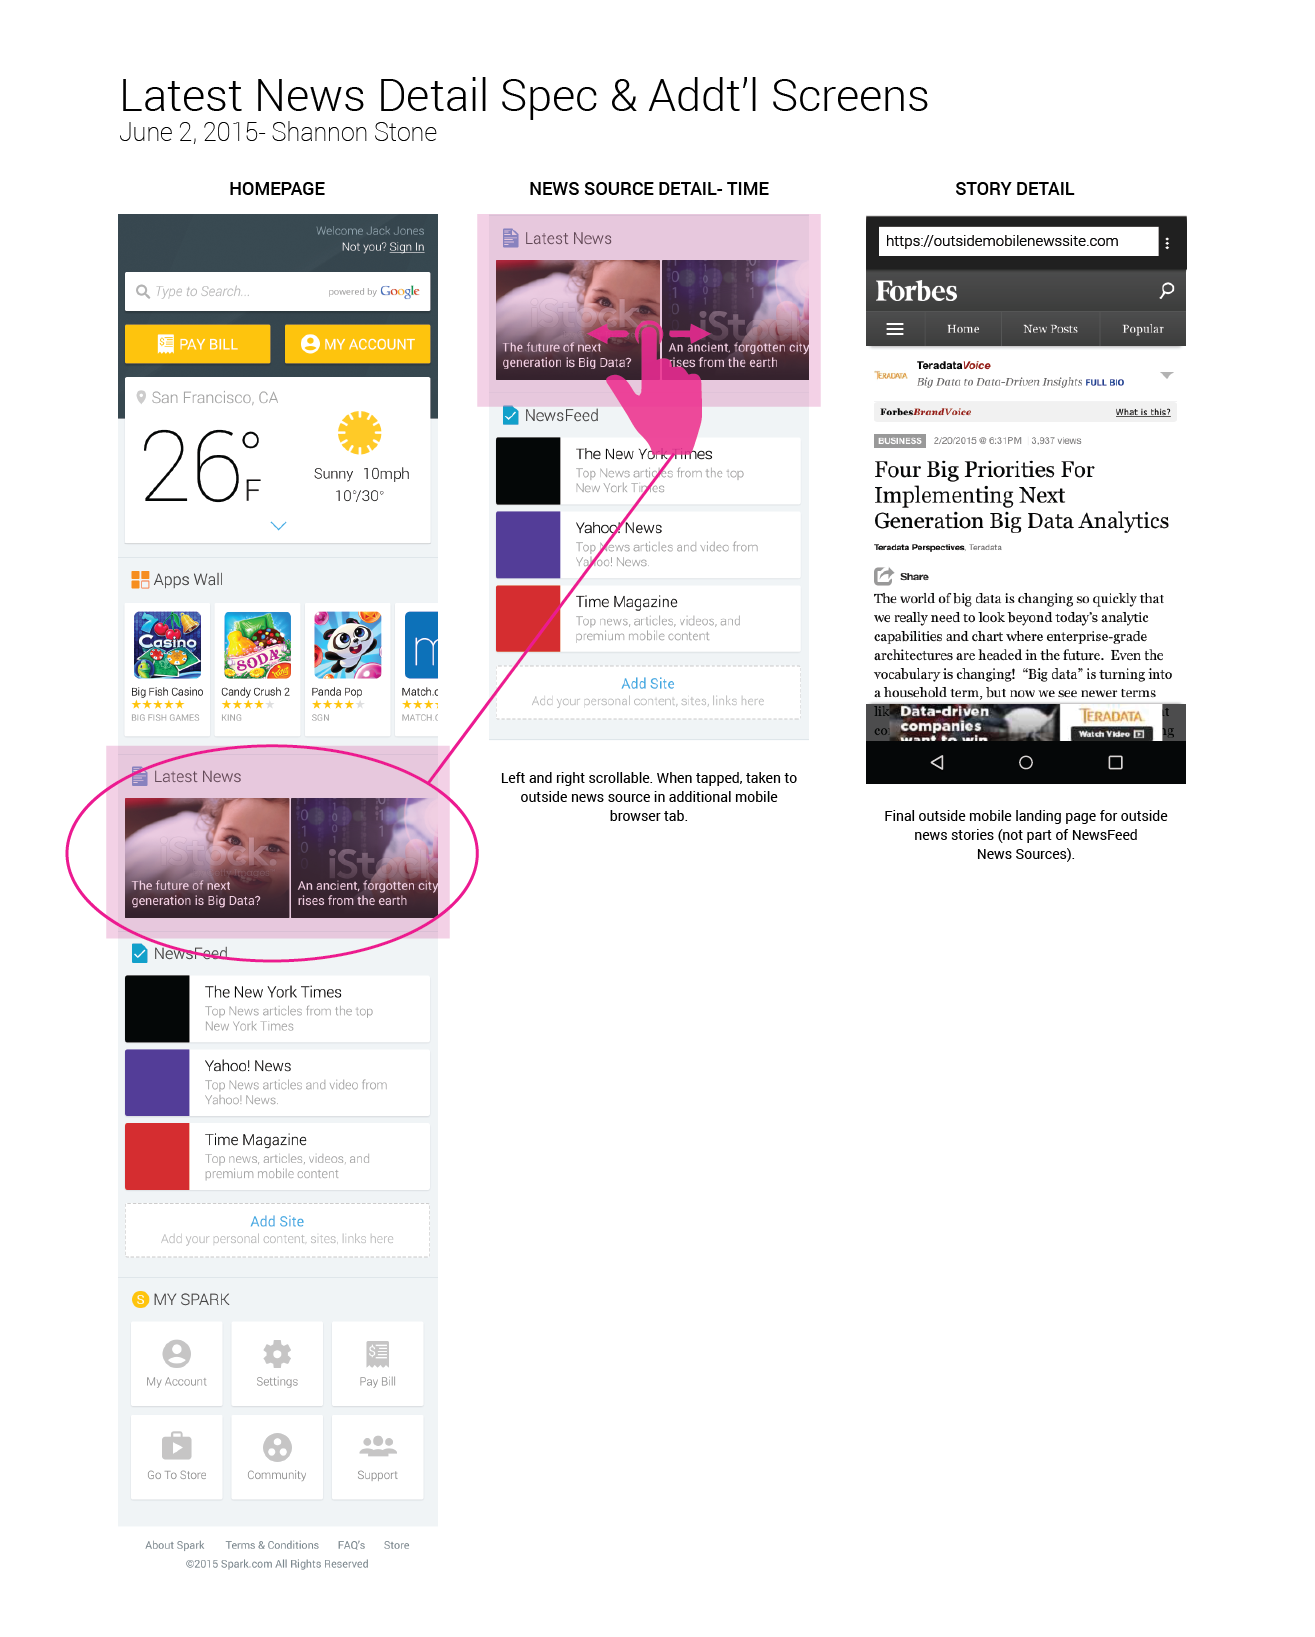 Latest News Detail Spec & Addt'l Screens
June 2, 2015- Shannon Stone
HOMEPAGE
Welcome Jack Jones
Not you? Sign In
Type to Search...
powered by Google
PAY BILL
MY ACCOUNT
San Francisco, CA
26°F
Sunny 10mph
10°/30°
Apps Wall
7
Casino
SODA
King
m
Big Fish Casino
Candy Crush 2
Panda Pop
Match.c
BIG FISH GAMES
KING
SGN
MATCH.C
Latest News
iStock.
iStock.
The future of next
generation is Big Data?
An ancient, forgotten city
rises from the earth
NewsFeed
The New York Times
Top News articles from the top
New York Times
Yahoo! News
Top News articles and video from
Yahoo! News.
Time Magazine
Top news, articles, videos, and
premium mobile content
Add Site
Add your personal content, sites, links here
S MY SPARK
My Account
Settings
Pay Bill
Go To Store
Community
Support
About Spark
Terms & Conditions
FAQ's
Store
©2015 Spark.com All Rights Reserved
NEWS SOURCE DETAIL- TIME
Latest News
iStock
iStock
The future of next
generation is Big Data?
An ancient, forgotten city
rises from the earth
NewsFeed
The New York Times
Top News articles from the top
New York Times
Yahoo! News
Top News articles and video from
Yahoo! News.
Time Magazine
Top news, articles, videos, and
premium mobile content
Add Site
Add your personal content, sites, links here
Left and right scrollable. When tapped, taken to
outside news source in additional mobile
browser tab.
STORY DETAIL
https://outsidemobilenewssite.com
Forbes
Home
New Posts
Popular
TERADATA
TeradataVoice
Big Data to Data-Driven Insights FULL BIO
ForbesBrandVoice
What is this?
BUSINESS 2/20/2015 @ 6:31PM 3,937 views
Four Big Priorities For
Implementing Next
Generation Big Data Analytics
Teradata Perspectives, Teradata
Share
The world of big data is changing so quickly that
we really need to look beyond today's analytic
capabilities and chart where enterprise-grade
architectures are headed in the future. Even the
vocabulary is changing! "Big data" is turning into
a household term, but now we see newer terms
Data-driven
companies
want to win
TERADATA
Watch Video
Final outside mobile landing page for outside
news stories (not part of NewsFeed
News Sources).